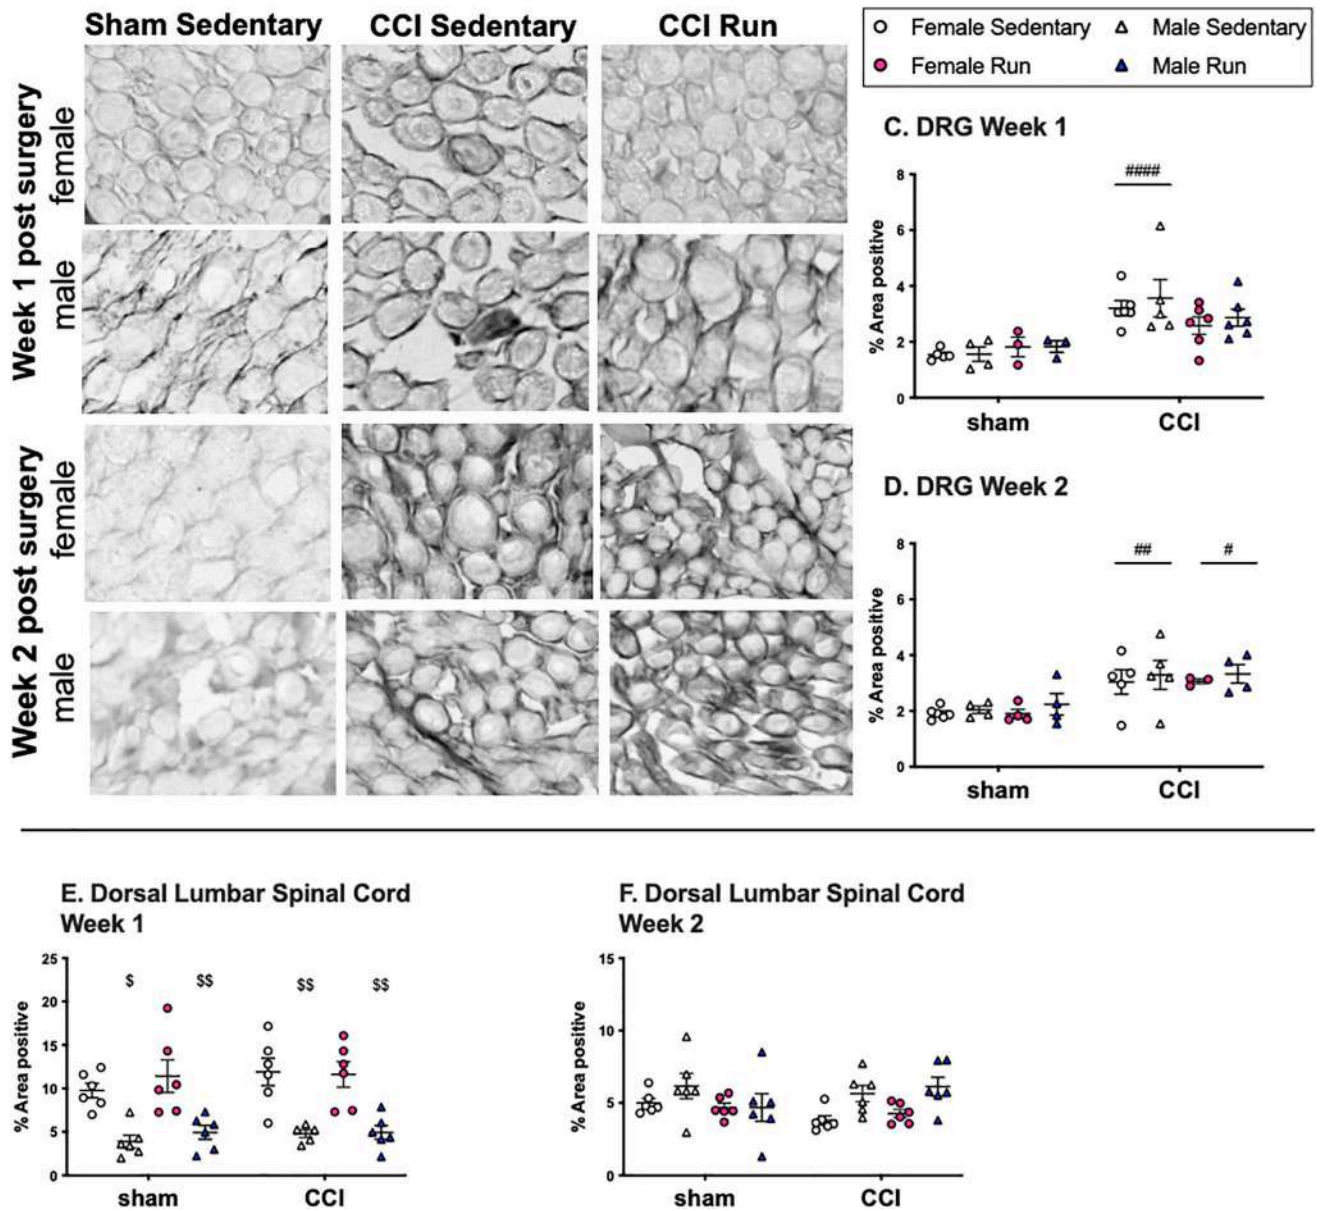 Sham Sedentary CCI Sedentary CCI Run
Week 1 post surgery
female
male
Week 2 post surgery
female
male
Female Sedentary Male Sedentary
Female Run Male Run
C. DRG Week 1
% Area positive
8
6
4
2
0
####
sham CCI
D. DRG Week 2
% Area positive
8
6
4
2
0
## #
sham CCI
E. Dorsal Lumbar Spinal Cord
Week 1
% Area positive
25
20
15
10
5
0
$ $$ $$ $$
sham CCI
F. Dorsal Lumbar Spinal Cord
Week 2
% Area positive
15
10
5
0
sham CCI